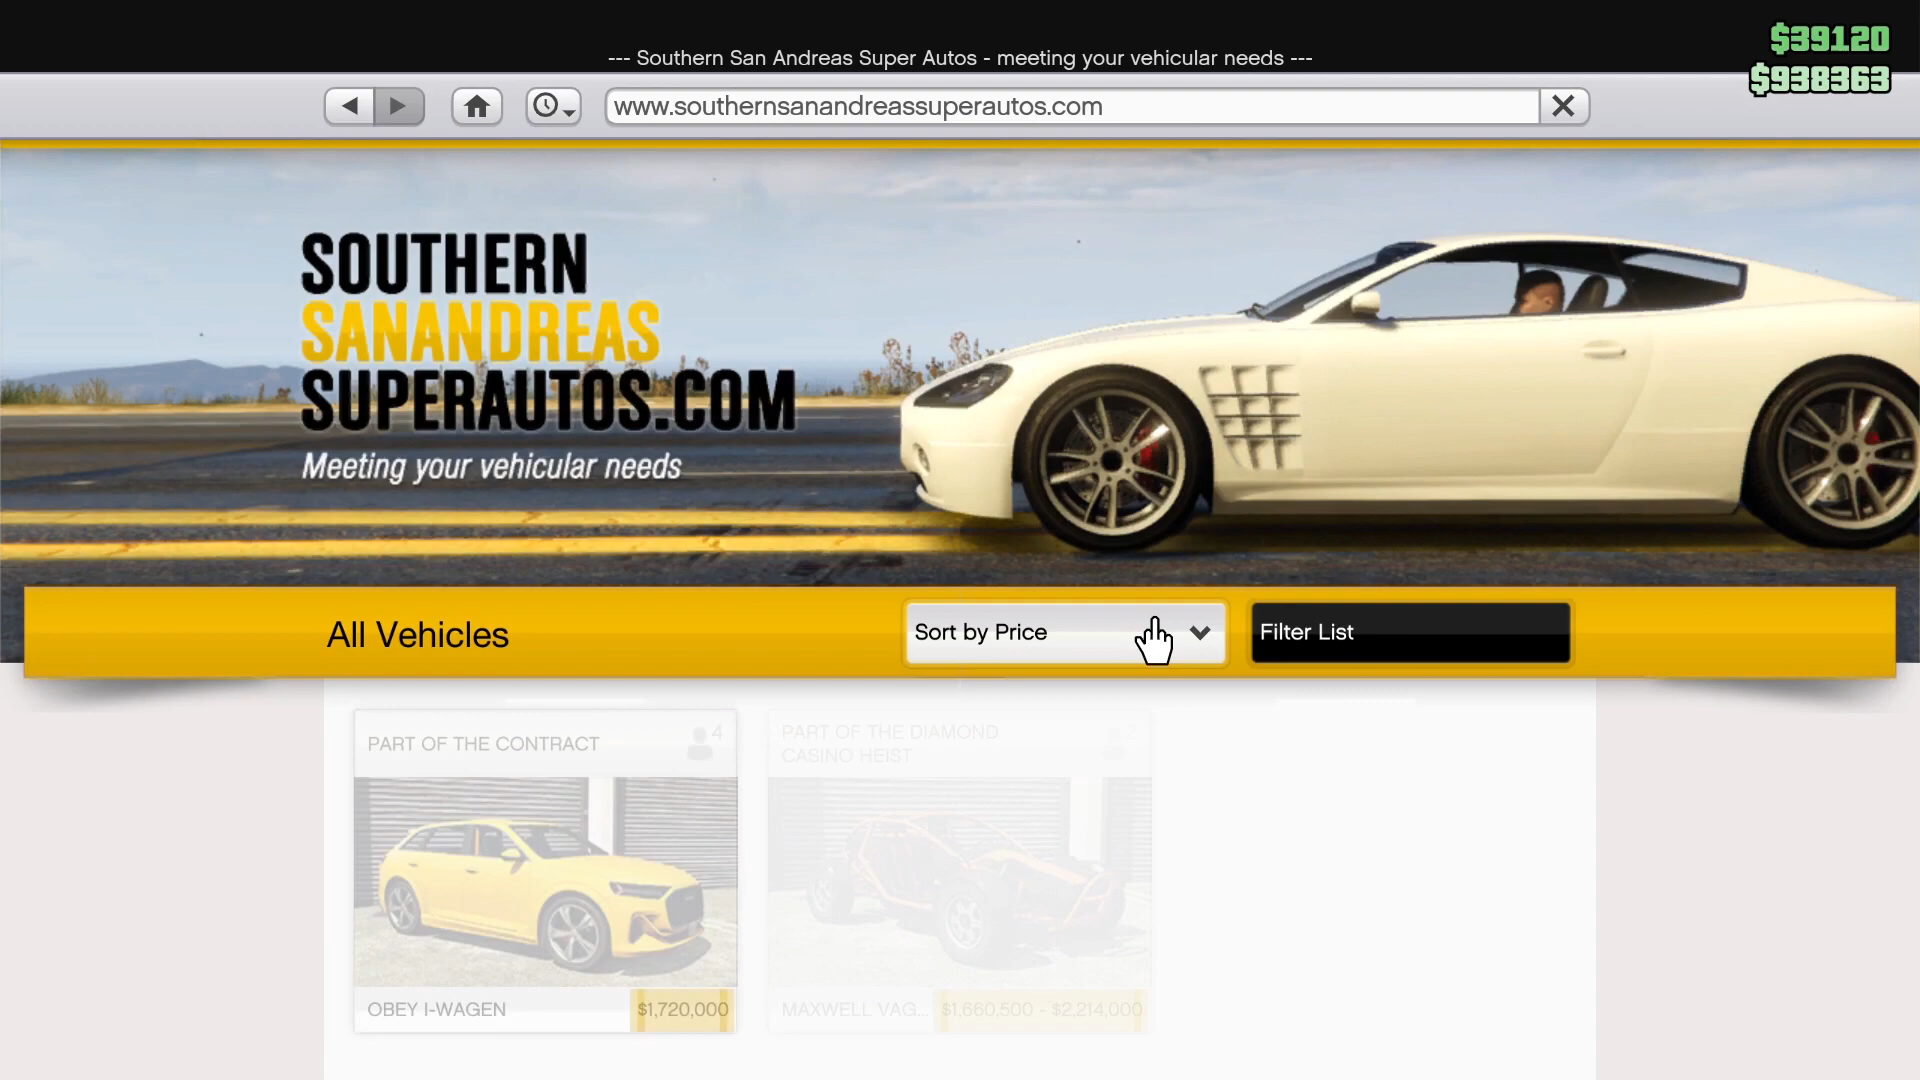 --- Southern San Andreas Super Autos - meeting your vehicular needs ---
$39120
$938363
www.southernsanandreassuperautos.com
SOUTHERN
SANANDREAS
SUPERAUTOS.COM
Meeting your vehicular needs
All Vehicles
Sort by Price
Filter List
PART OF THE CONTRACT
4
PART OF THE DIAMOND
CASINO HEIST
2
OBEY I-WAGEN
$1,720,000
MAXWELL VAG...
$1,660,500 - $2,214,000